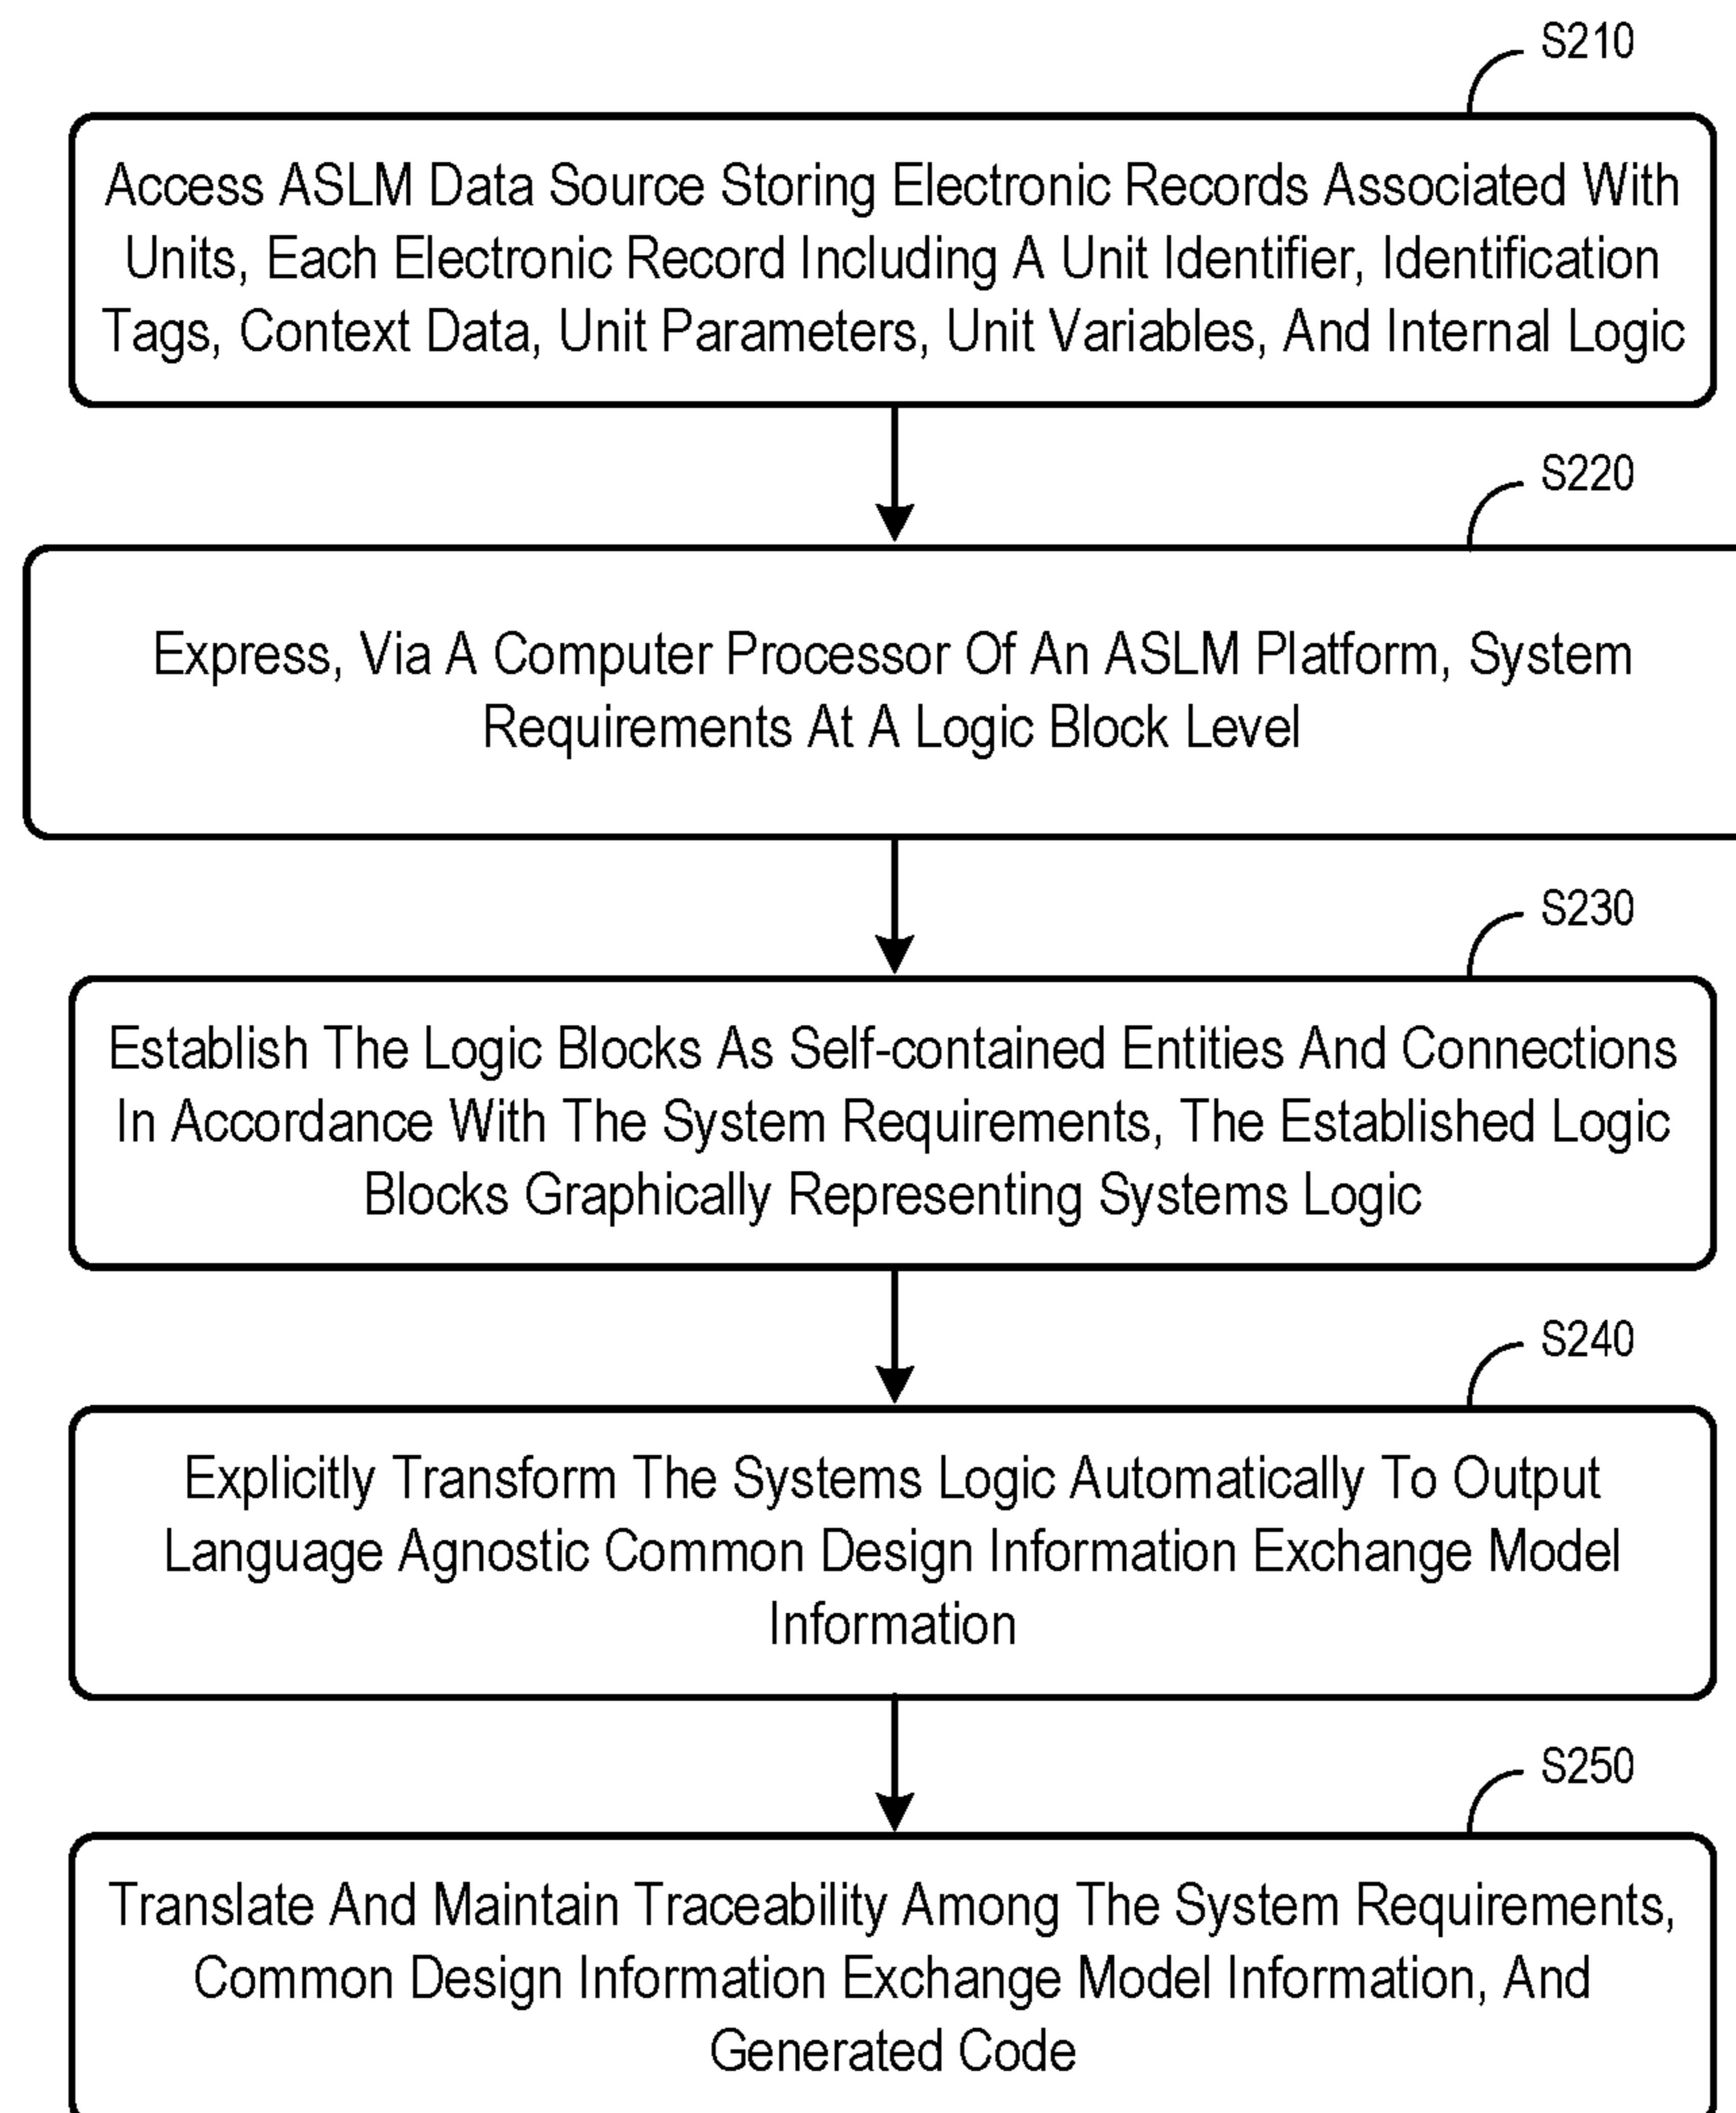 S210
Access ASLM Data Source Storing Electronic Records Associated With
Units, Each Electronic Record Including A Unit Identifier, Identification
Tags, Context Data, Unit Parameters, Unit Variables, And Internal Logic
S220
Express, Via A Computer Processor Of An ASLM Platform, System
Requirements At A Logic Block Level
S230
Establish The Logic Blocks As Self-contained Entities And Connections
In Accordance With The System Requirements, The Established Logic
Blocks Graphically Representing Systems Logic
S240
Explicitly Transform The Systems Logic Automatically To Output
Language Agnostic Common Design Information Exchange Model
Information
S250
Translate And Maintain Traceability Among The System Requirements,
Common Design Information Exchange Model Information, And
Generated Code